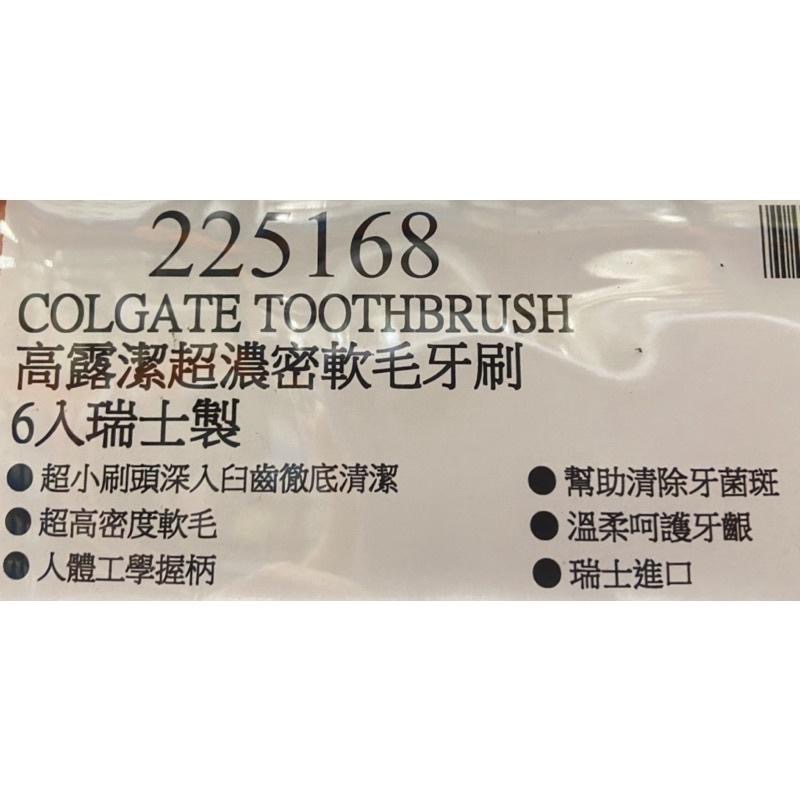 225168
COLGATE TOOTHBRUSH
高露潔超濃密軟毛牙刷
6入瑞士製
●超小刷頭深入臼齒徹底清潔
●超高密度軟毛
●人體工學握柄
●幫助清除牙菌斑
●溫柔呵護牙齦
●瑞士進口